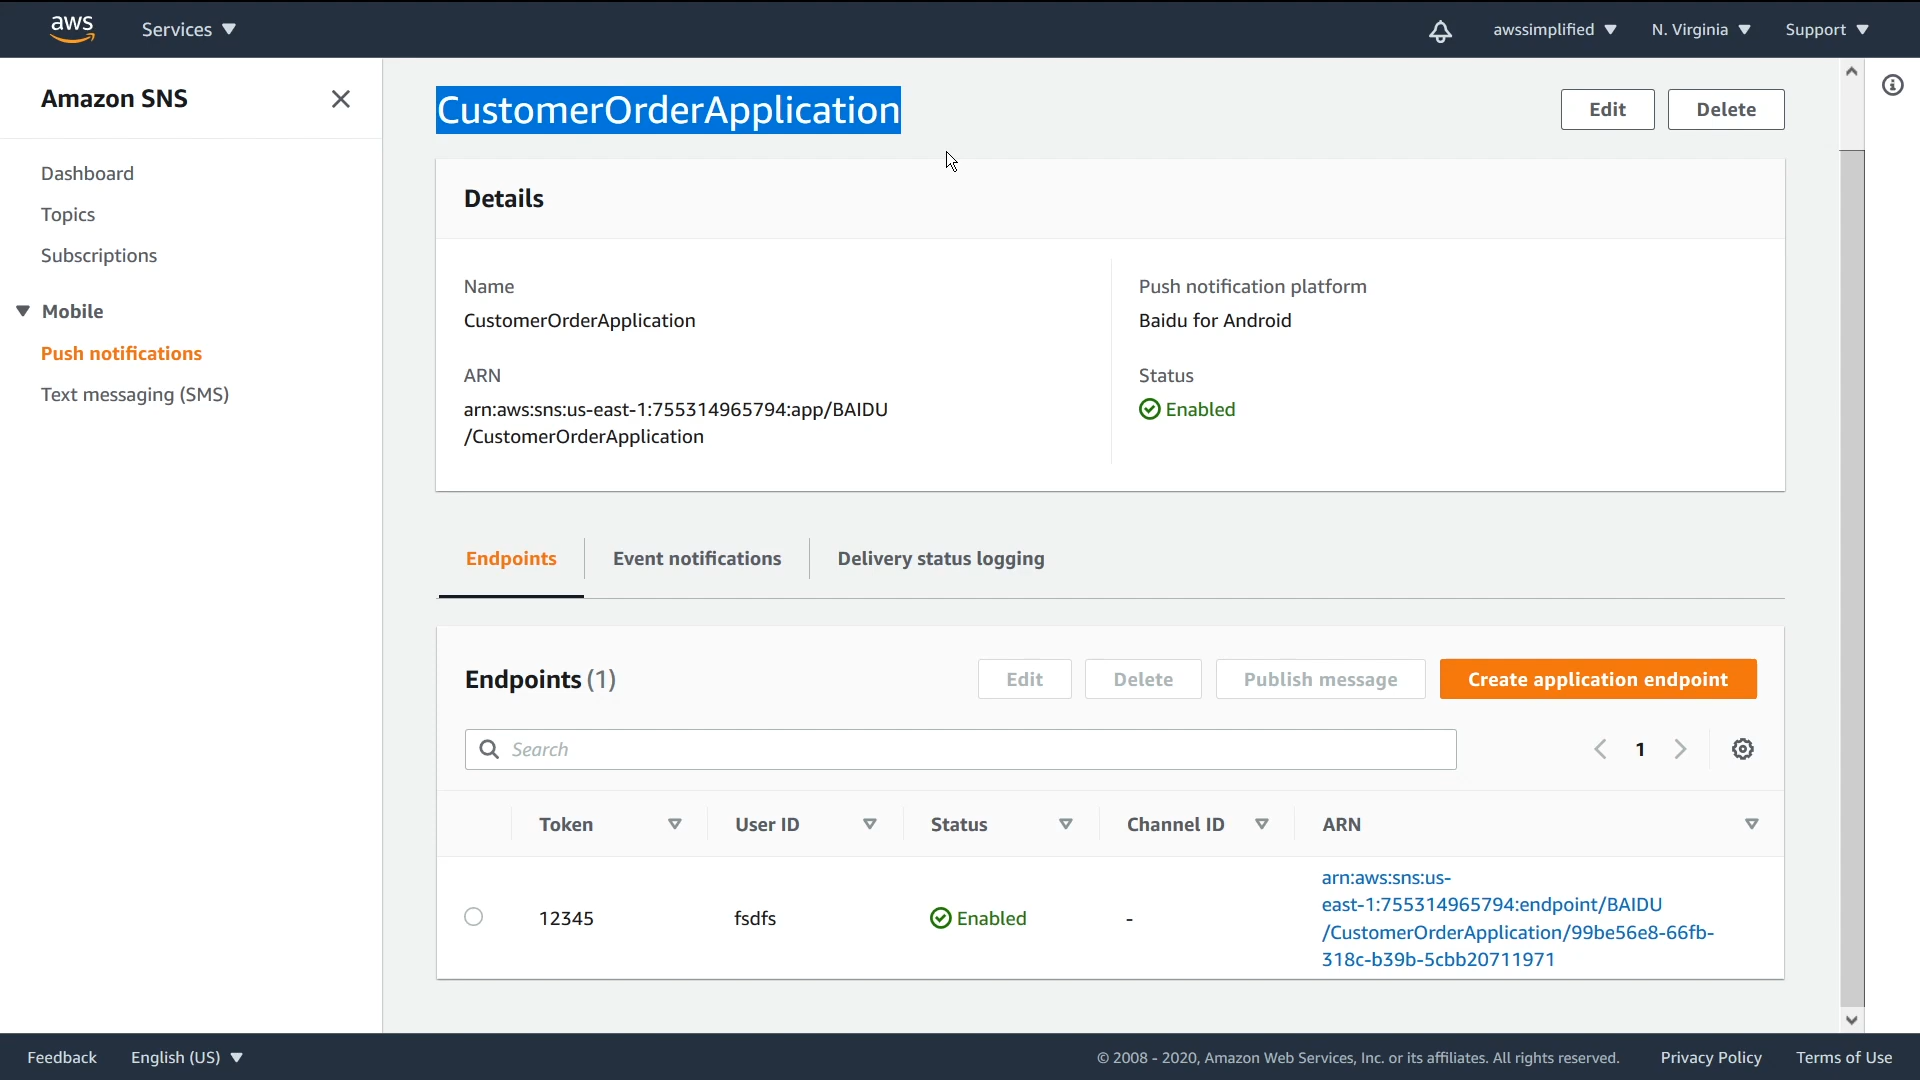 aws
Services
awssimplified
N. Virginia
Support
Amazon SNS
Dashboard
Topics
Subscriptions
Mobile
Push notifications
Text messaging (SMS)
CustomerOrderApplication
Edit
Delete
Details
Name
CustomerOrderApplication
ARN
arn:aws:sns:us-east-1:755314965794:app/BAIDU
/CustomerOrderApplication
Push notification platform
Baidu for Android
Status
Enabled
Endpoints
Event notifications
Delivery status logging
Endpoints (1)
Edit
Delete
Publish message
Create application endpoint
Search
1
Token
User ID
Status
Channel ID
ARN
12345
fsdfs
Enabled
-
arn:aws:sns:us-
east-1:755314965794:endpoint/BAIDU
/CustomerOrderApplication/99be56e8-66fb-
318c-b39b-5cbb20711971
Feedback
English (US)
© 2008 - 2020, Amazon Web Services, Inc. or its affiliates. All rights reserved.
Privacy Policy
Terms of Use